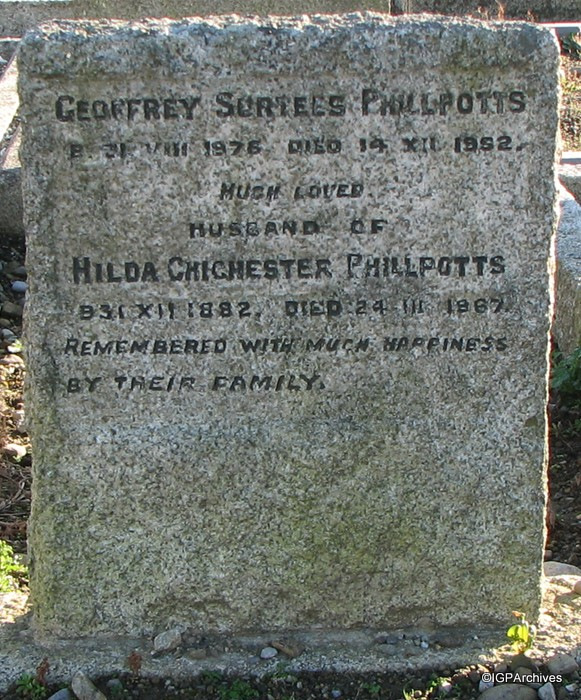 GEOFFREY SURTEES PHILLPOTTS
B. 31 VIII 1876 DIED 14 XII 1952.
MUCH LOVED
HUSBAND OF
HILDA CHICHESTER PHILLPOTTS
B31 XII 1882. DIED 24 III 1967.
REMEMBERED WITH MUCH HAPPINESS
BY THEIR FAMILY.
©IGPArchives